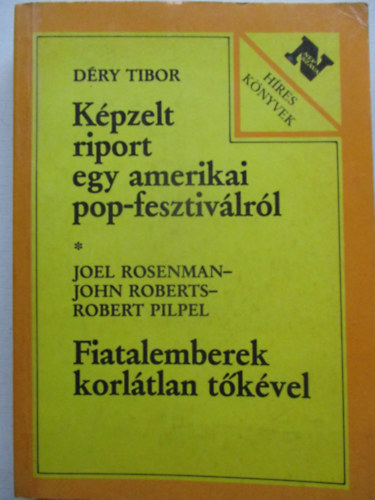 DÉRY TIBOR
Képzelt
riport
egy amerikai
pop-fesztiválról
*
JOEL ROSENMAN–
JOHN ROBERTS–
ROBERT PILPEL
Fiatalemberek
korlátlan tőkével
N
HÍRES
KÖNYVEK